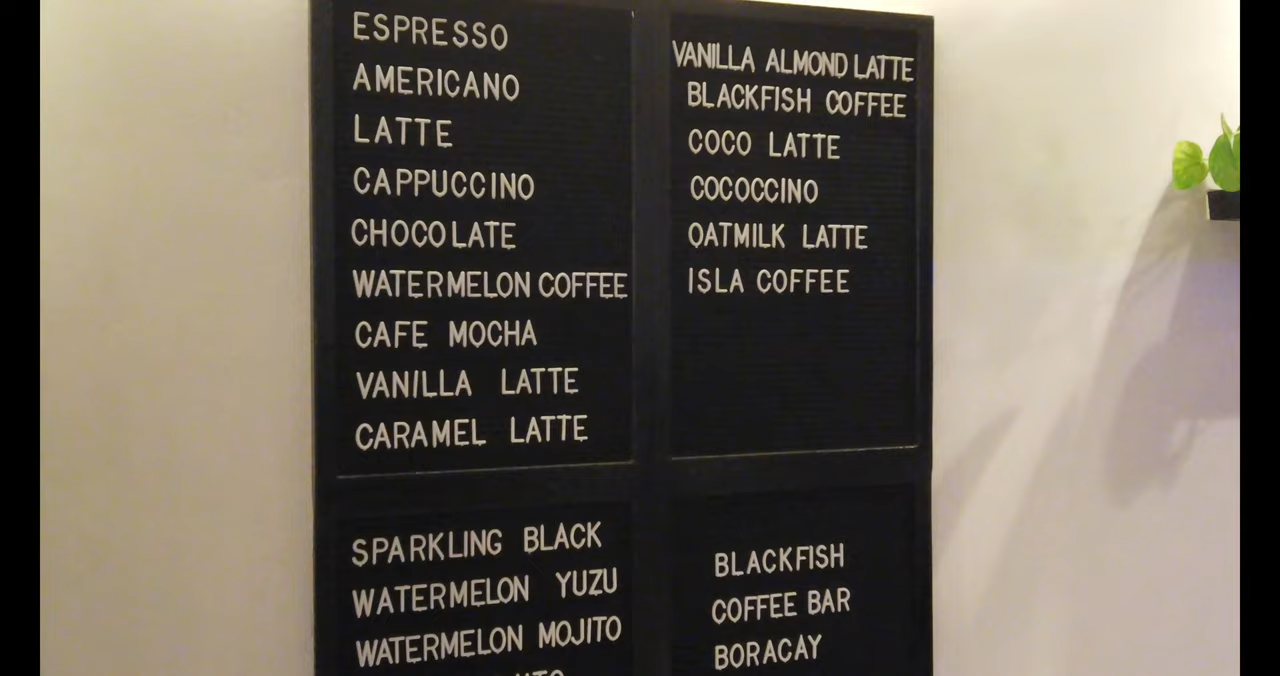 ESPRESSO
AMERICANO
LATTE
CAPPUCCINO
CHOCOLATE
WATERMELON COFFEE
CAFE MOCHA
VANILLA LATTE
CARAMEL LATTE
VANILLA ALMOND LATTE
BLACKFISH COFFEE
COCO LATTE
COCOCCINO
OATMILK LATTE
ISLA COFFEE
SPARKLING BLACK
WATERMELON YUZU
WATERMELON MOJITO
BLACKFISH
COFFEE BAR
BORACAY